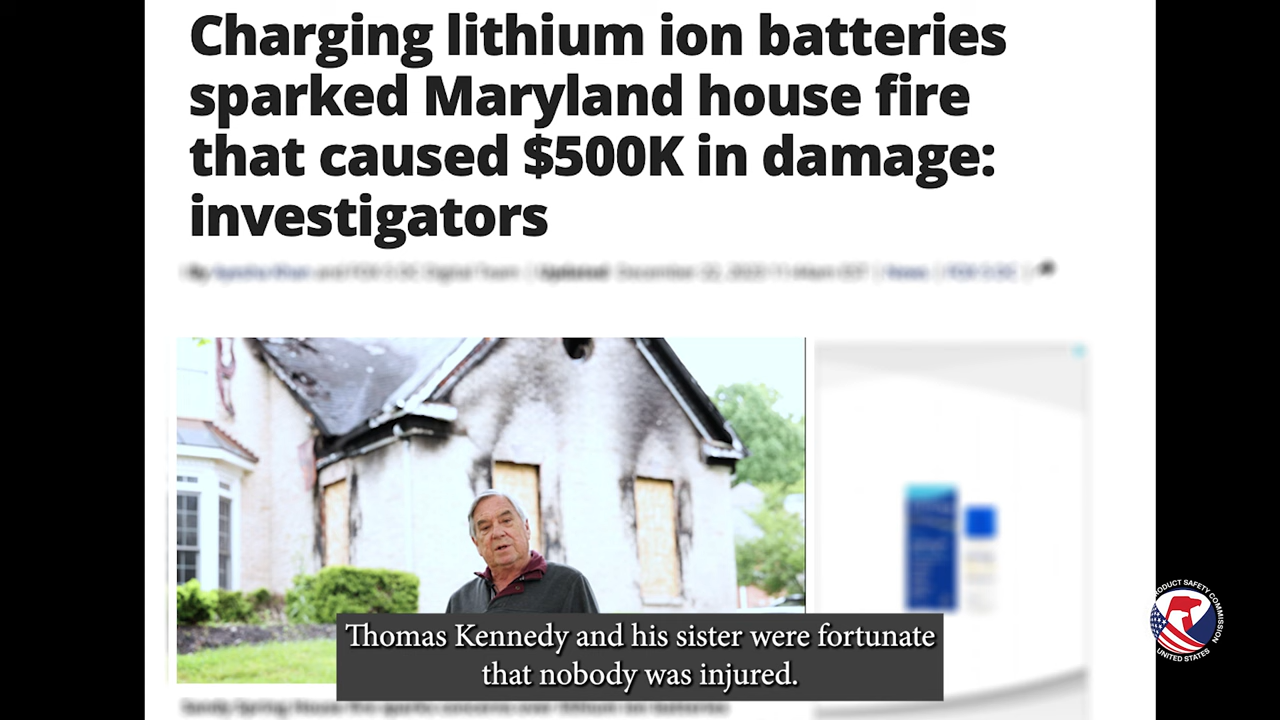 Charging lithium ion batteries
sparked Maryland house fire
that caused $500K in damage:
investigators
Thomas Kennedy and his sister were fortunate
that nobody was injured.
PRODUCT SAFETY COMMISSION
UNITED STATES